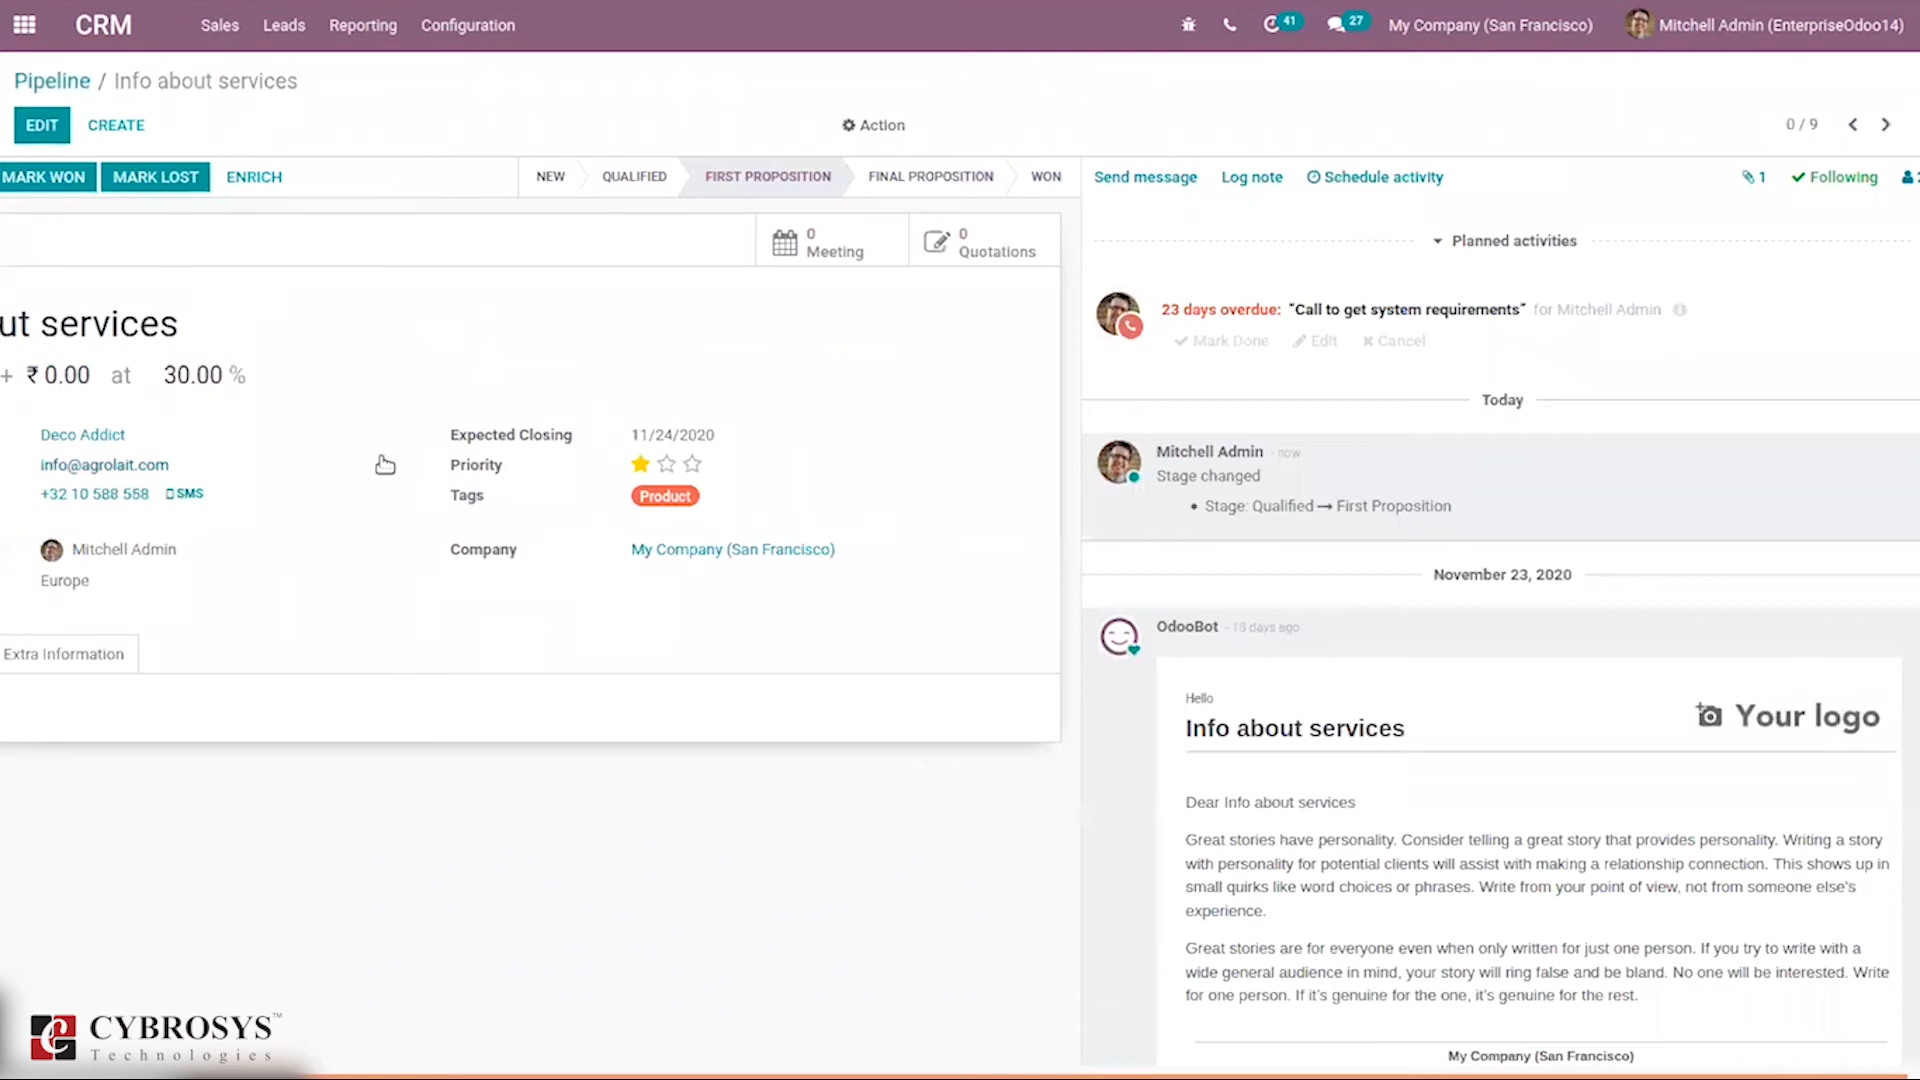 CRM Sales Leads Reporting Configuration 41 27 My Company (San Francisco) Mitchell Admin (EnterpriseOdoo14)
Pipeline / Info about services
EDIT CREATE Action 0 / 9
MARK WON MARK LOST ENRICH NEW QUALIFIED FIRST PROPOSITION FINAL PROPOSITION WON
0
Meeting
0
Quotations
ut services
+ ₹ 0.00 at 30.00 %
Deco Addict
info@agrolait.com
+32 10 588 558 SMS
Mitchell Admin
Europe
Expected Closing 11/24/2020
Priority
Tags Product
Company My Company (San Francisco)
Extra Information
Send message Log note Schedule activity 1 Following 2
Planned activities
23 days overdue: "Call to get system requirements" for Mitchell Admin
Mark Done Edit Cancel
Today
Mitchell Admin - now
Stage changed
• Stage: Qualified → First Proposition
November 23, 2020
OdooBot - 18 days ago
Hello
Info about services
Your logo
Dear Info about services
Great stories have personality. Consider telling a great story that provides personality. Writing a story
with personality for potential clients will assist with making a relationship connection. This shows up in
small quirks like word choices or phrases. Write from your point of view, not from someone else's
experience.
Great stories are for everyone even when only written for just one person. If you try to write with a
wide general audience in mind, your story will ring false and be bland. No one will be interested. Write
for one person. If it's genuine for the one, it's genuine for the rest.
My Company (San Francisco)
CYBROSYS™
Technologies